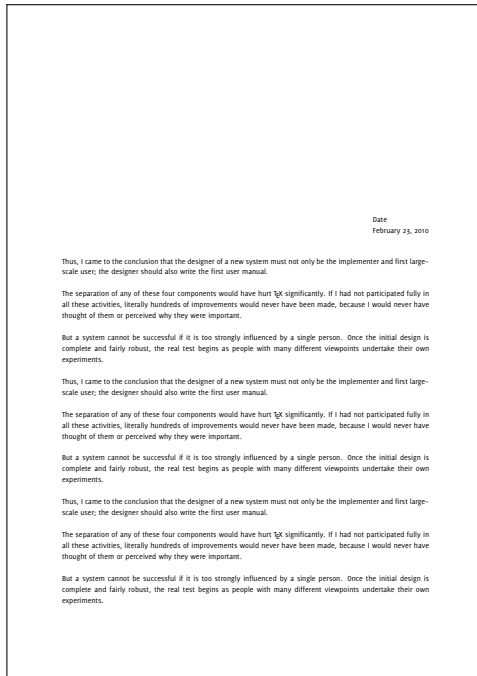 Date
February 23, 2010
Thus, I came to the conclusion that the designer of a new system must not only be the implementer and first large-
scale user; the designer should also write the first user manual.
The separation of any of these four components would have hurt TEX significantly. If I had not participated fully in
all these activities, literally hundreds of improvements would never have been made, because I would never have
thought of them or perceived why they were important.
But a system cannot be successful if it is too strongly influenced by a single person. Once the initial design is
complete and fairly robust, the real test begins as people with many different viewpoints undertake their own
experiments.
Thus, I came to the conclusion that the designer of a new system must not only be the implementer and first large-
scale user; the designer should also write the first user manual.
The separation of any of these four components would have hurt TEX significantly. If I had not participated fully in
all these activities, literally hundreds of improvements would never have been made, because I would never have
thought of them or perceived why they were important.
But a system cannot be successful if it is too strongly influenced by a single person. Once the initial design is
complete and fairly robust, the real test begins as people with many different viewpoints undertake their own
experiments.
Thus, I came to the conclusion that the designer of a new system must not only be the implementer and first large-
scale user; the designer should also write the first user manual.
The separation of any of these four components would have hurt TEX significantly. If I had not participated fully in
all these activities, literally hundreds of improvements would never have been made, because I would never have
thought of them or perceived why they were important.
But a system cannot be successful if it is too strongly influenced by a single person. Once the initial design is
complete and fairly robust, the real test begins as people with many different viewpoints undertake their own
experiments.